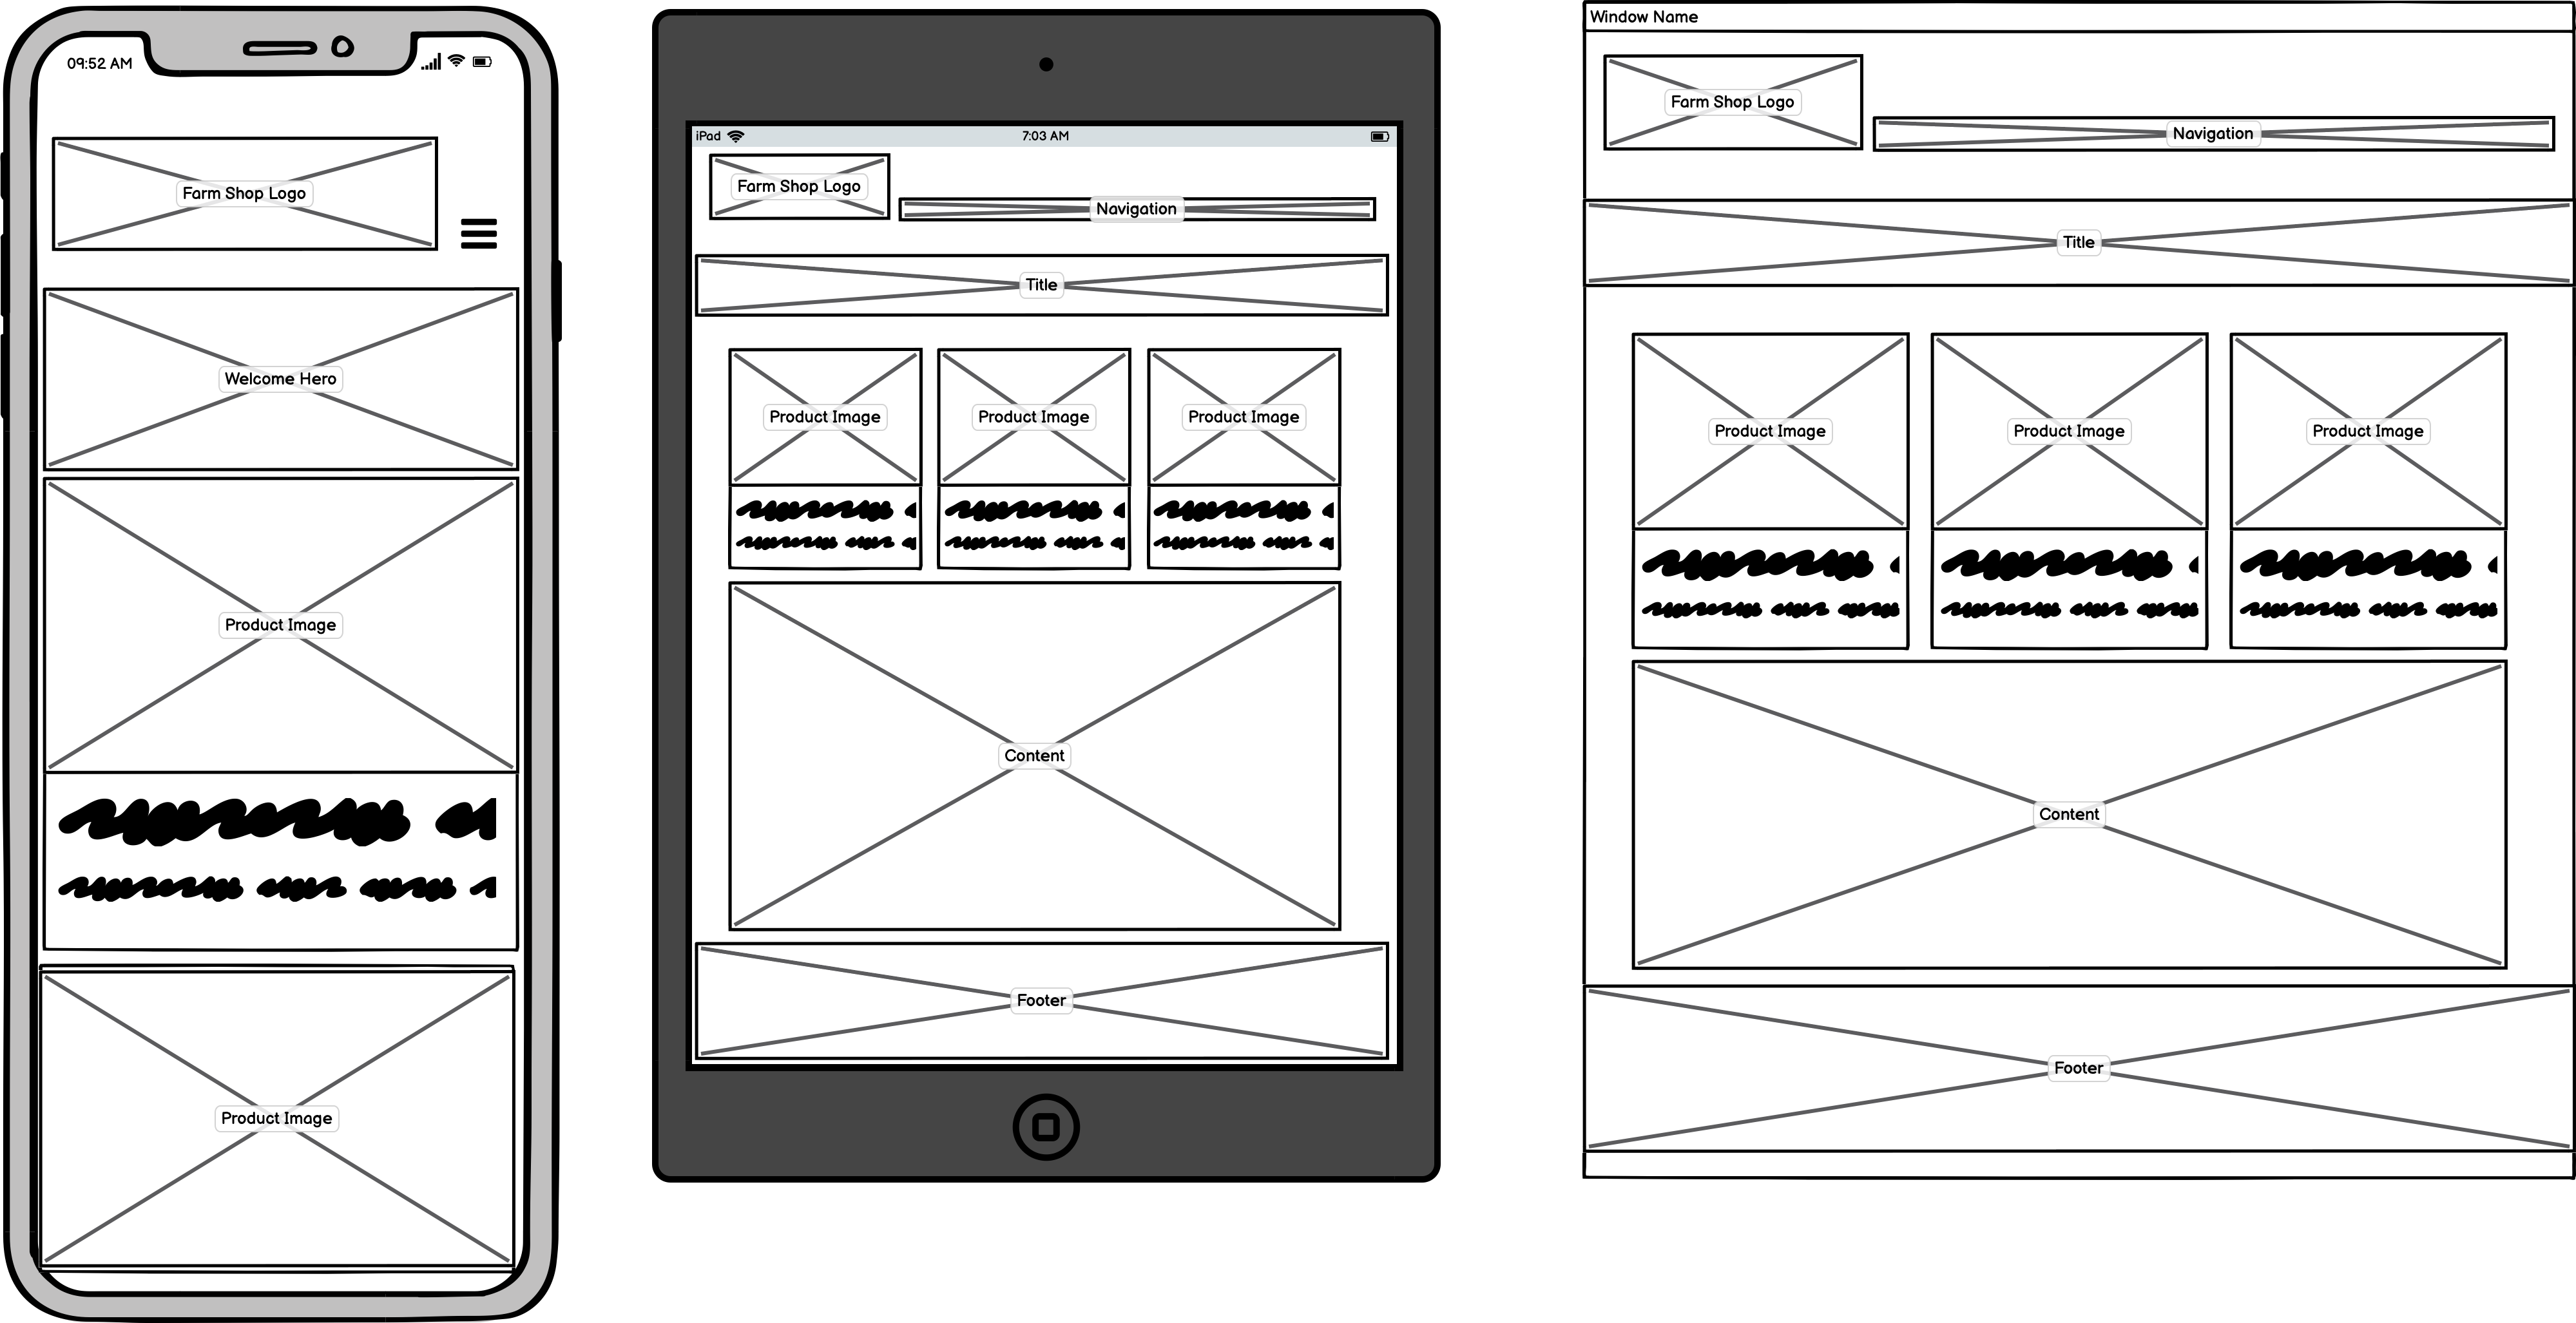 09:52 AM
Farm Shop Logo
Welcome Hero
Product Image
Product Image
iPad
7:03 AM
Farm Shop Logo
Navigation
Title
Product Image
Product Image
Product Image
Content
Footer
Window Name
Farm Shop Logo
Navigation
Title
Product Image
Product Image
Product Image
Content
Footer